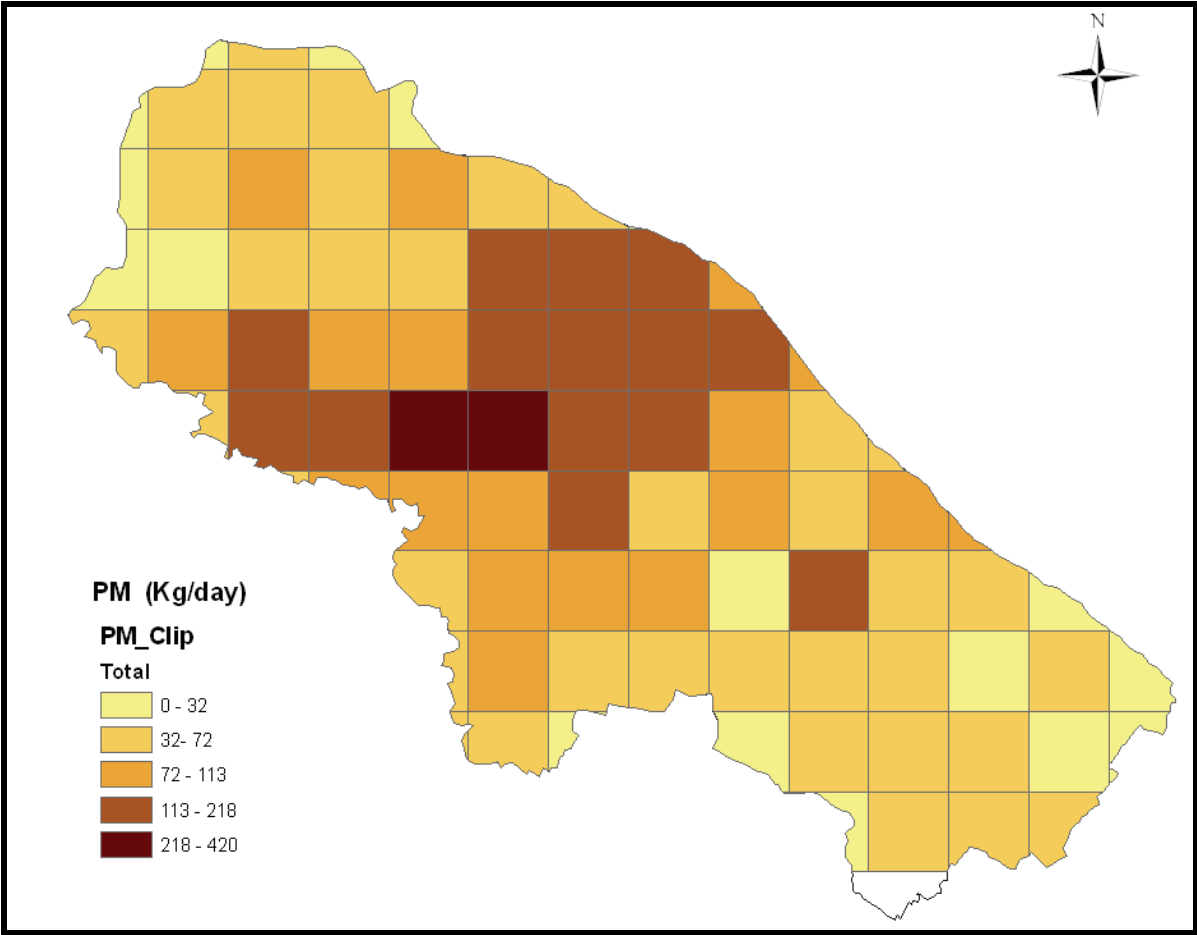 N
PM (Kg/day)
PM_Clip
Total
0 - 32
32- 72
72 - 113
113 - 218
218 - 420